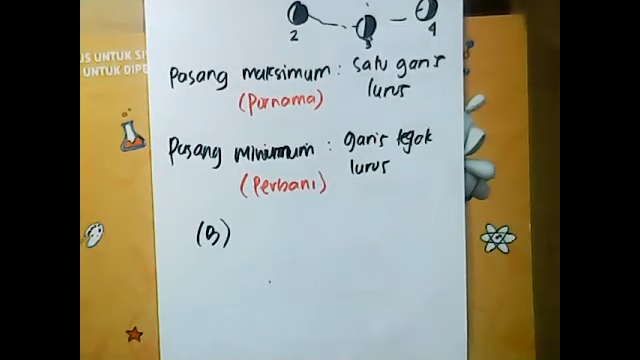 2
3
4
US UNTUK SI
UNTUK DIPE
Pasang maksimum : Satu garis
lurus
(Purnama)
Pasang minimum : garis tegak
lurus
(Perbani)
(B)